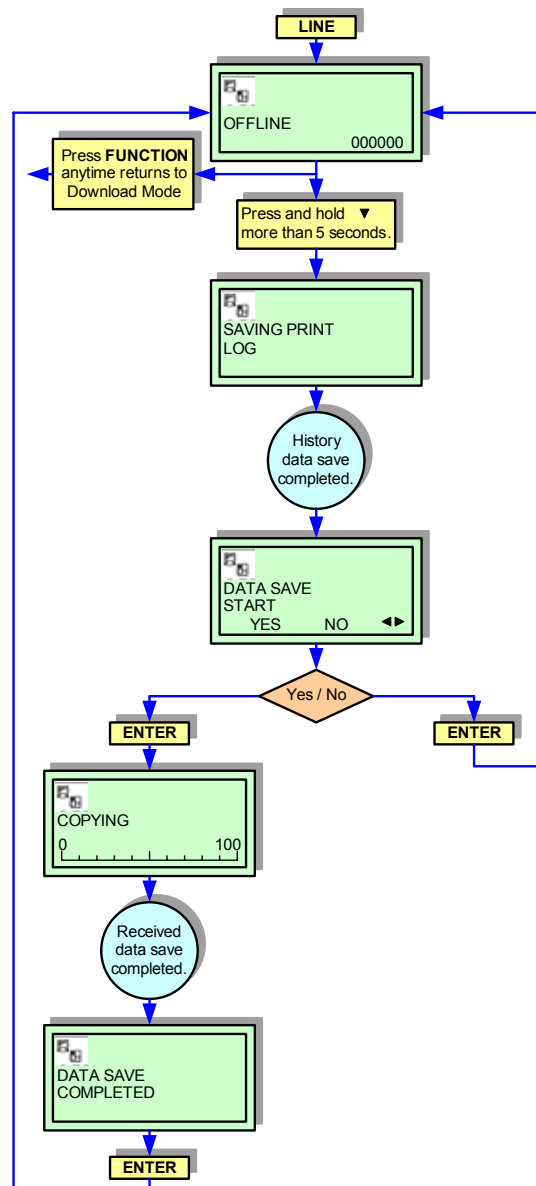 LINE
OFFLINE
000000
Press FUNCTION
anytime returns to
Download Mode
Press and hold ▼
more than 5 seconds.
SAVING PRINT
LOG
History
data save
completed.
DATA SAVE
START
YES NO ◄►
Yes / No
ENTER
ENTER
COPYING
0 100
Received
data save
completed.
DATA SAVE
COMPLETED
ENTER